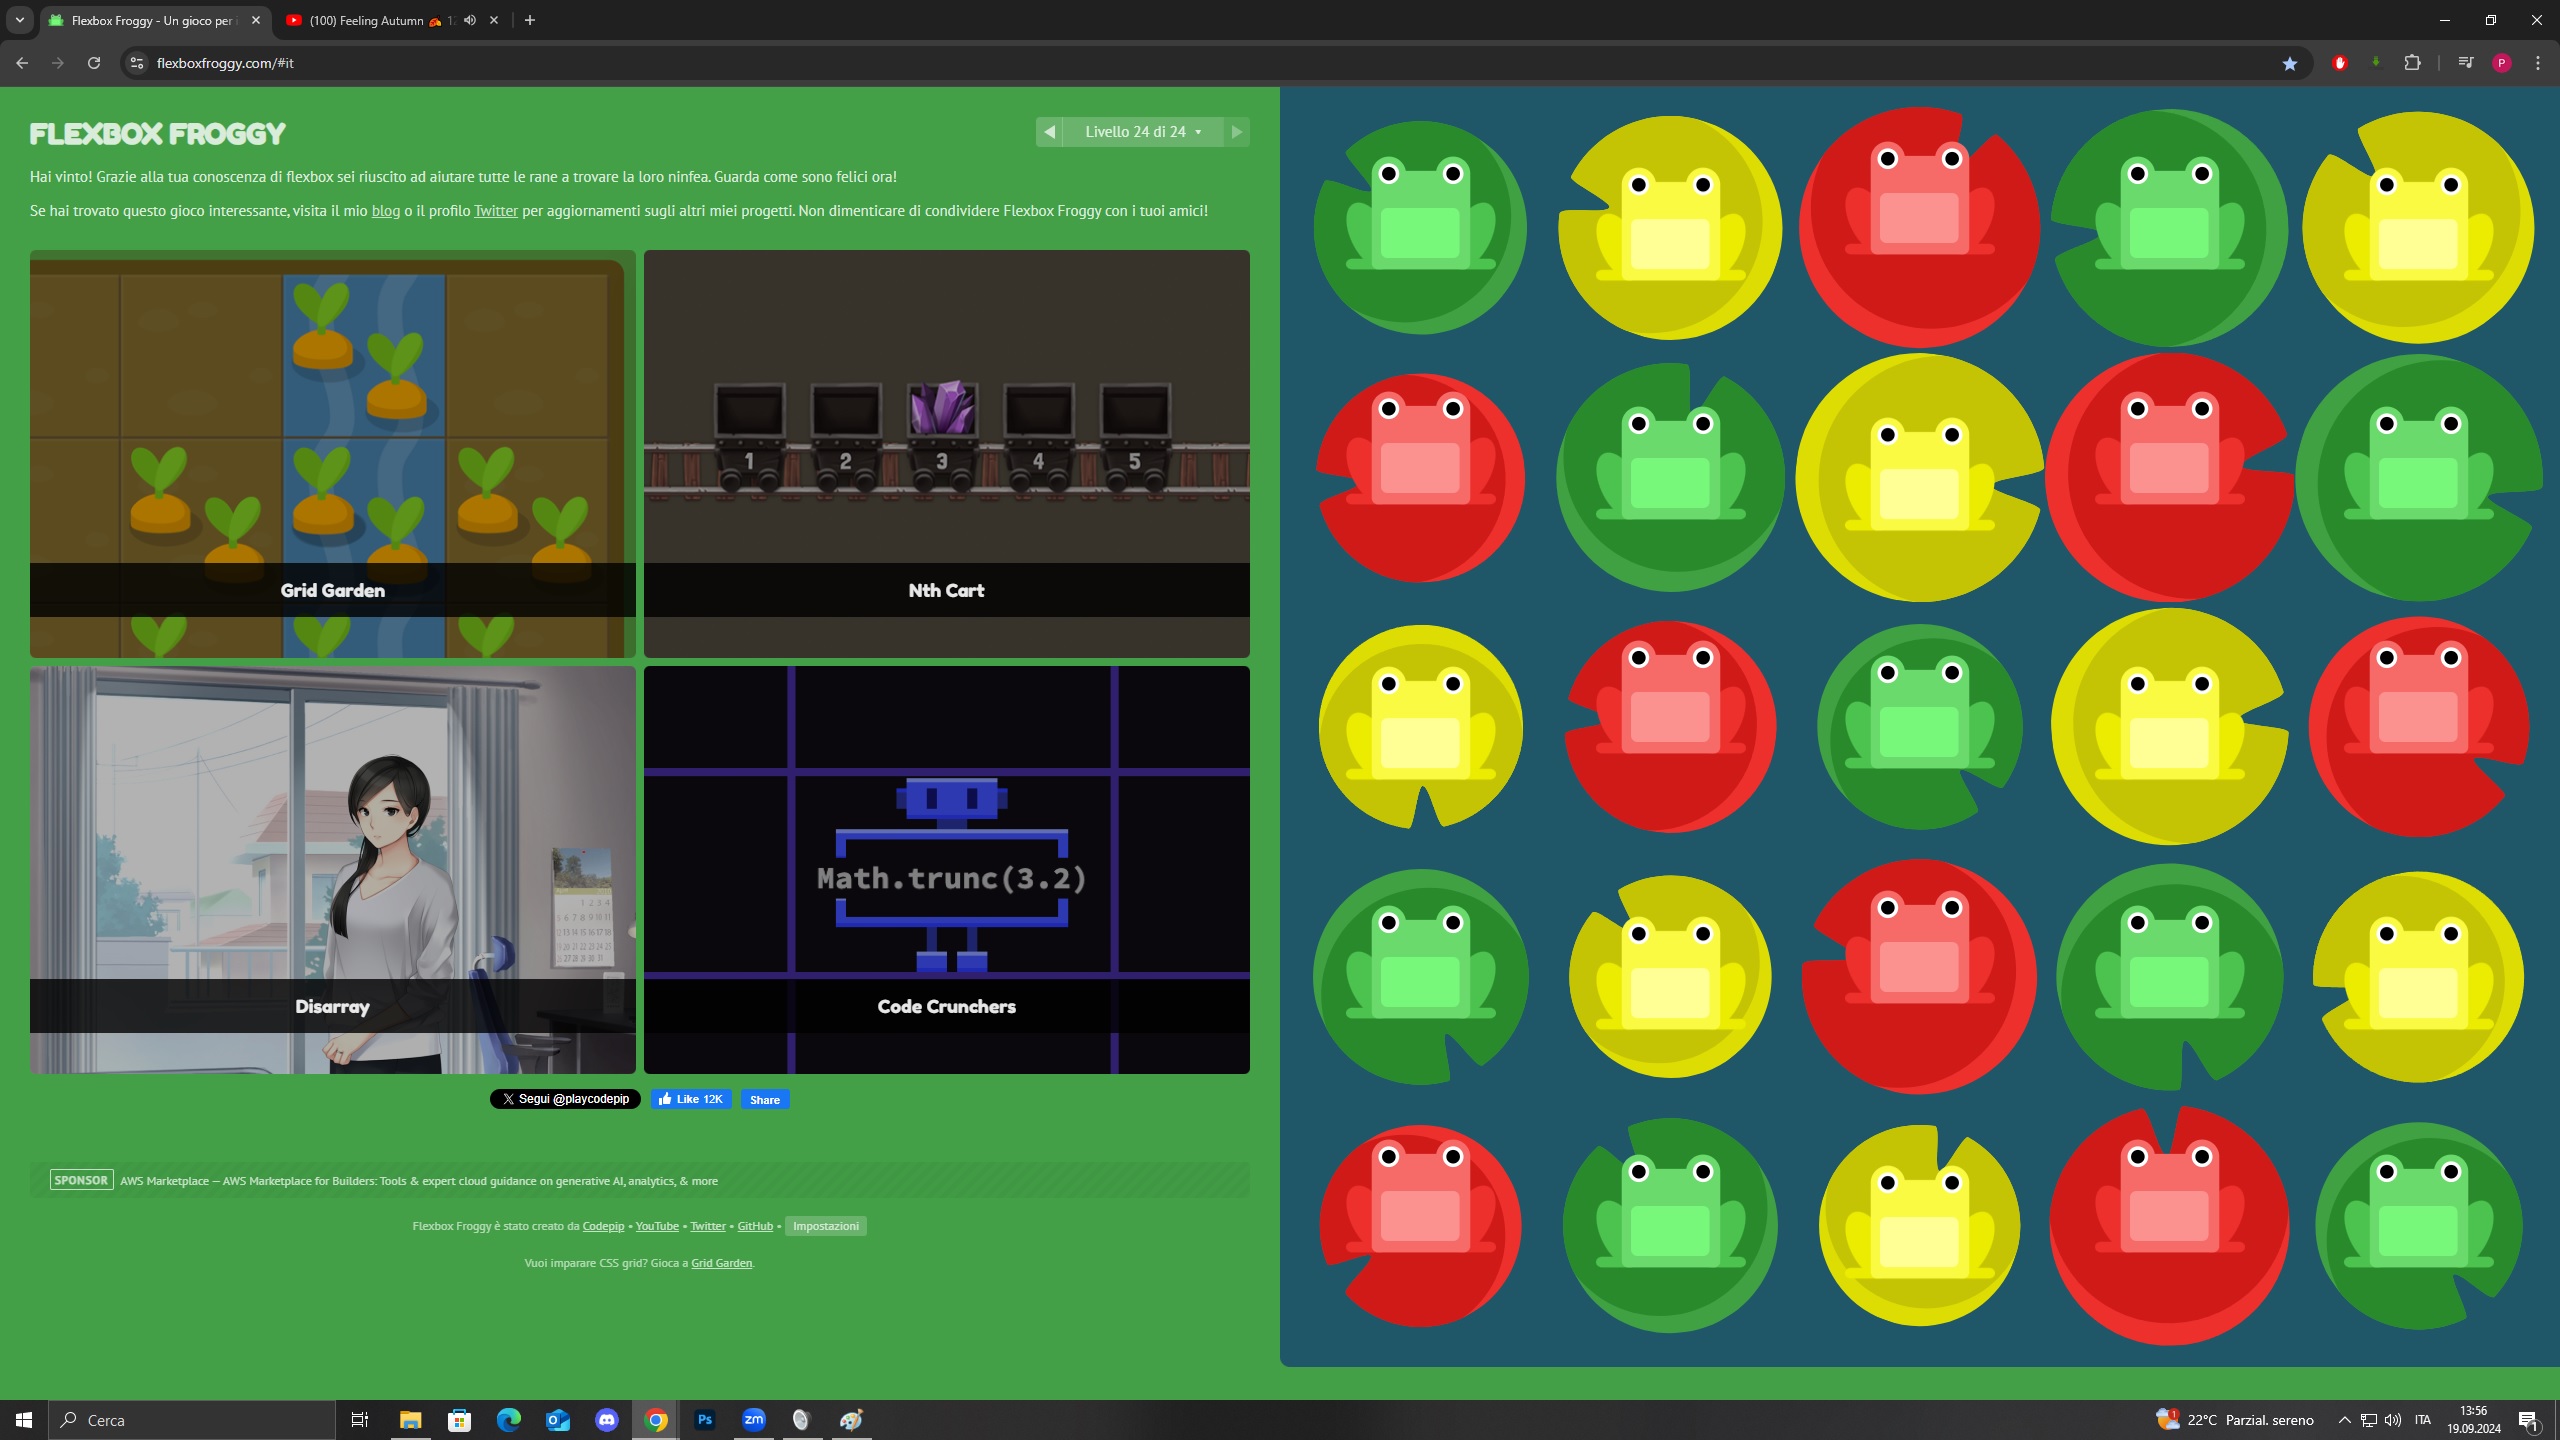 Flexbox Froggy - Un gioco per i
(100) Feeling Autumn
flexboxfroggy.com/#it
P
FLEXBOX FROGGY
Livello 24 di 24
Hai vinto! Grazie alla tua conoscenza di flexbox sei riuscito ad aiutare tutte le rane a trovare la loro ninfea. Guarda come sono felici ora!
Se hai trovato questo gioco interessante, visita il mio blog o il profilo Twitter per aggiornamenti sugli altri miei progetti. Non dimenticare di condividere Flexbox Froggy con i tuoi amici!
1 2 3 4 5
Grid Garden
Nth Cart
Math.trunc(3.2)
Disarray
Code Crunchers
Segui @playcodepip
Like 12K
Share
SPONSOR AWS Marketplace — AWS Marketplace for Builders: Tools & expert cloud guidance on generative AI, analytics, & more
Flexbox Froggy è stato creato da Codepip • YouTube • Twitter • GitHub • Impostazioni
Vuoi imparare CSS grid? Gioca a Grid Garden.
Cerca
Ps
zm
1
22°C Parzial. sereno
ITA
13:56
19.09.2024
1